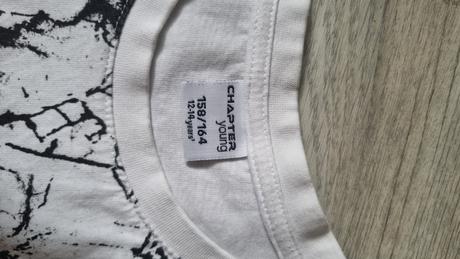 CHAPTER
young
158/164
12-14 years